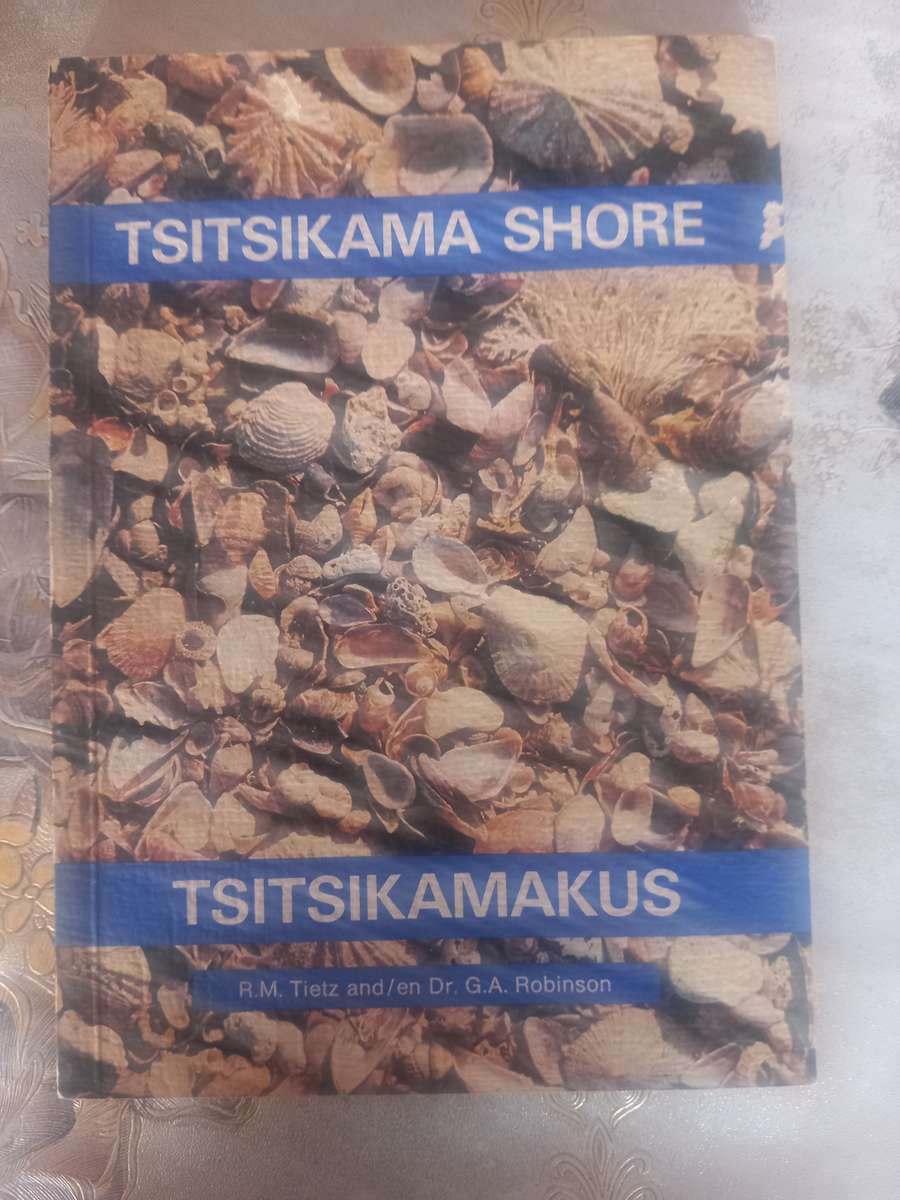 TSITSIKAMA SHORE
TSITSIKAMAKUS
R.M. Tietz and/en Dr. G.A. Robinson